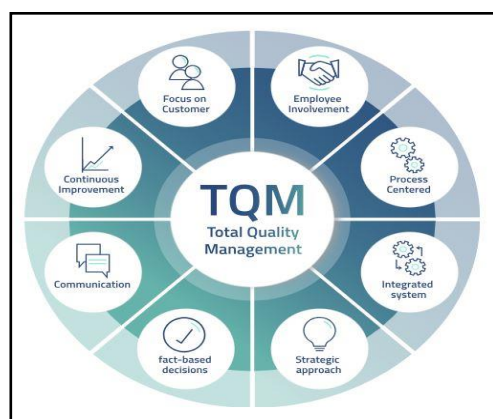 Focus on
Customer
Employee
Involvement
Continuous
Improvement
Process
Centered
TQM
Total Quality
Management
Communication
Integrated
system
fact-based
decisions
Strategic
approach